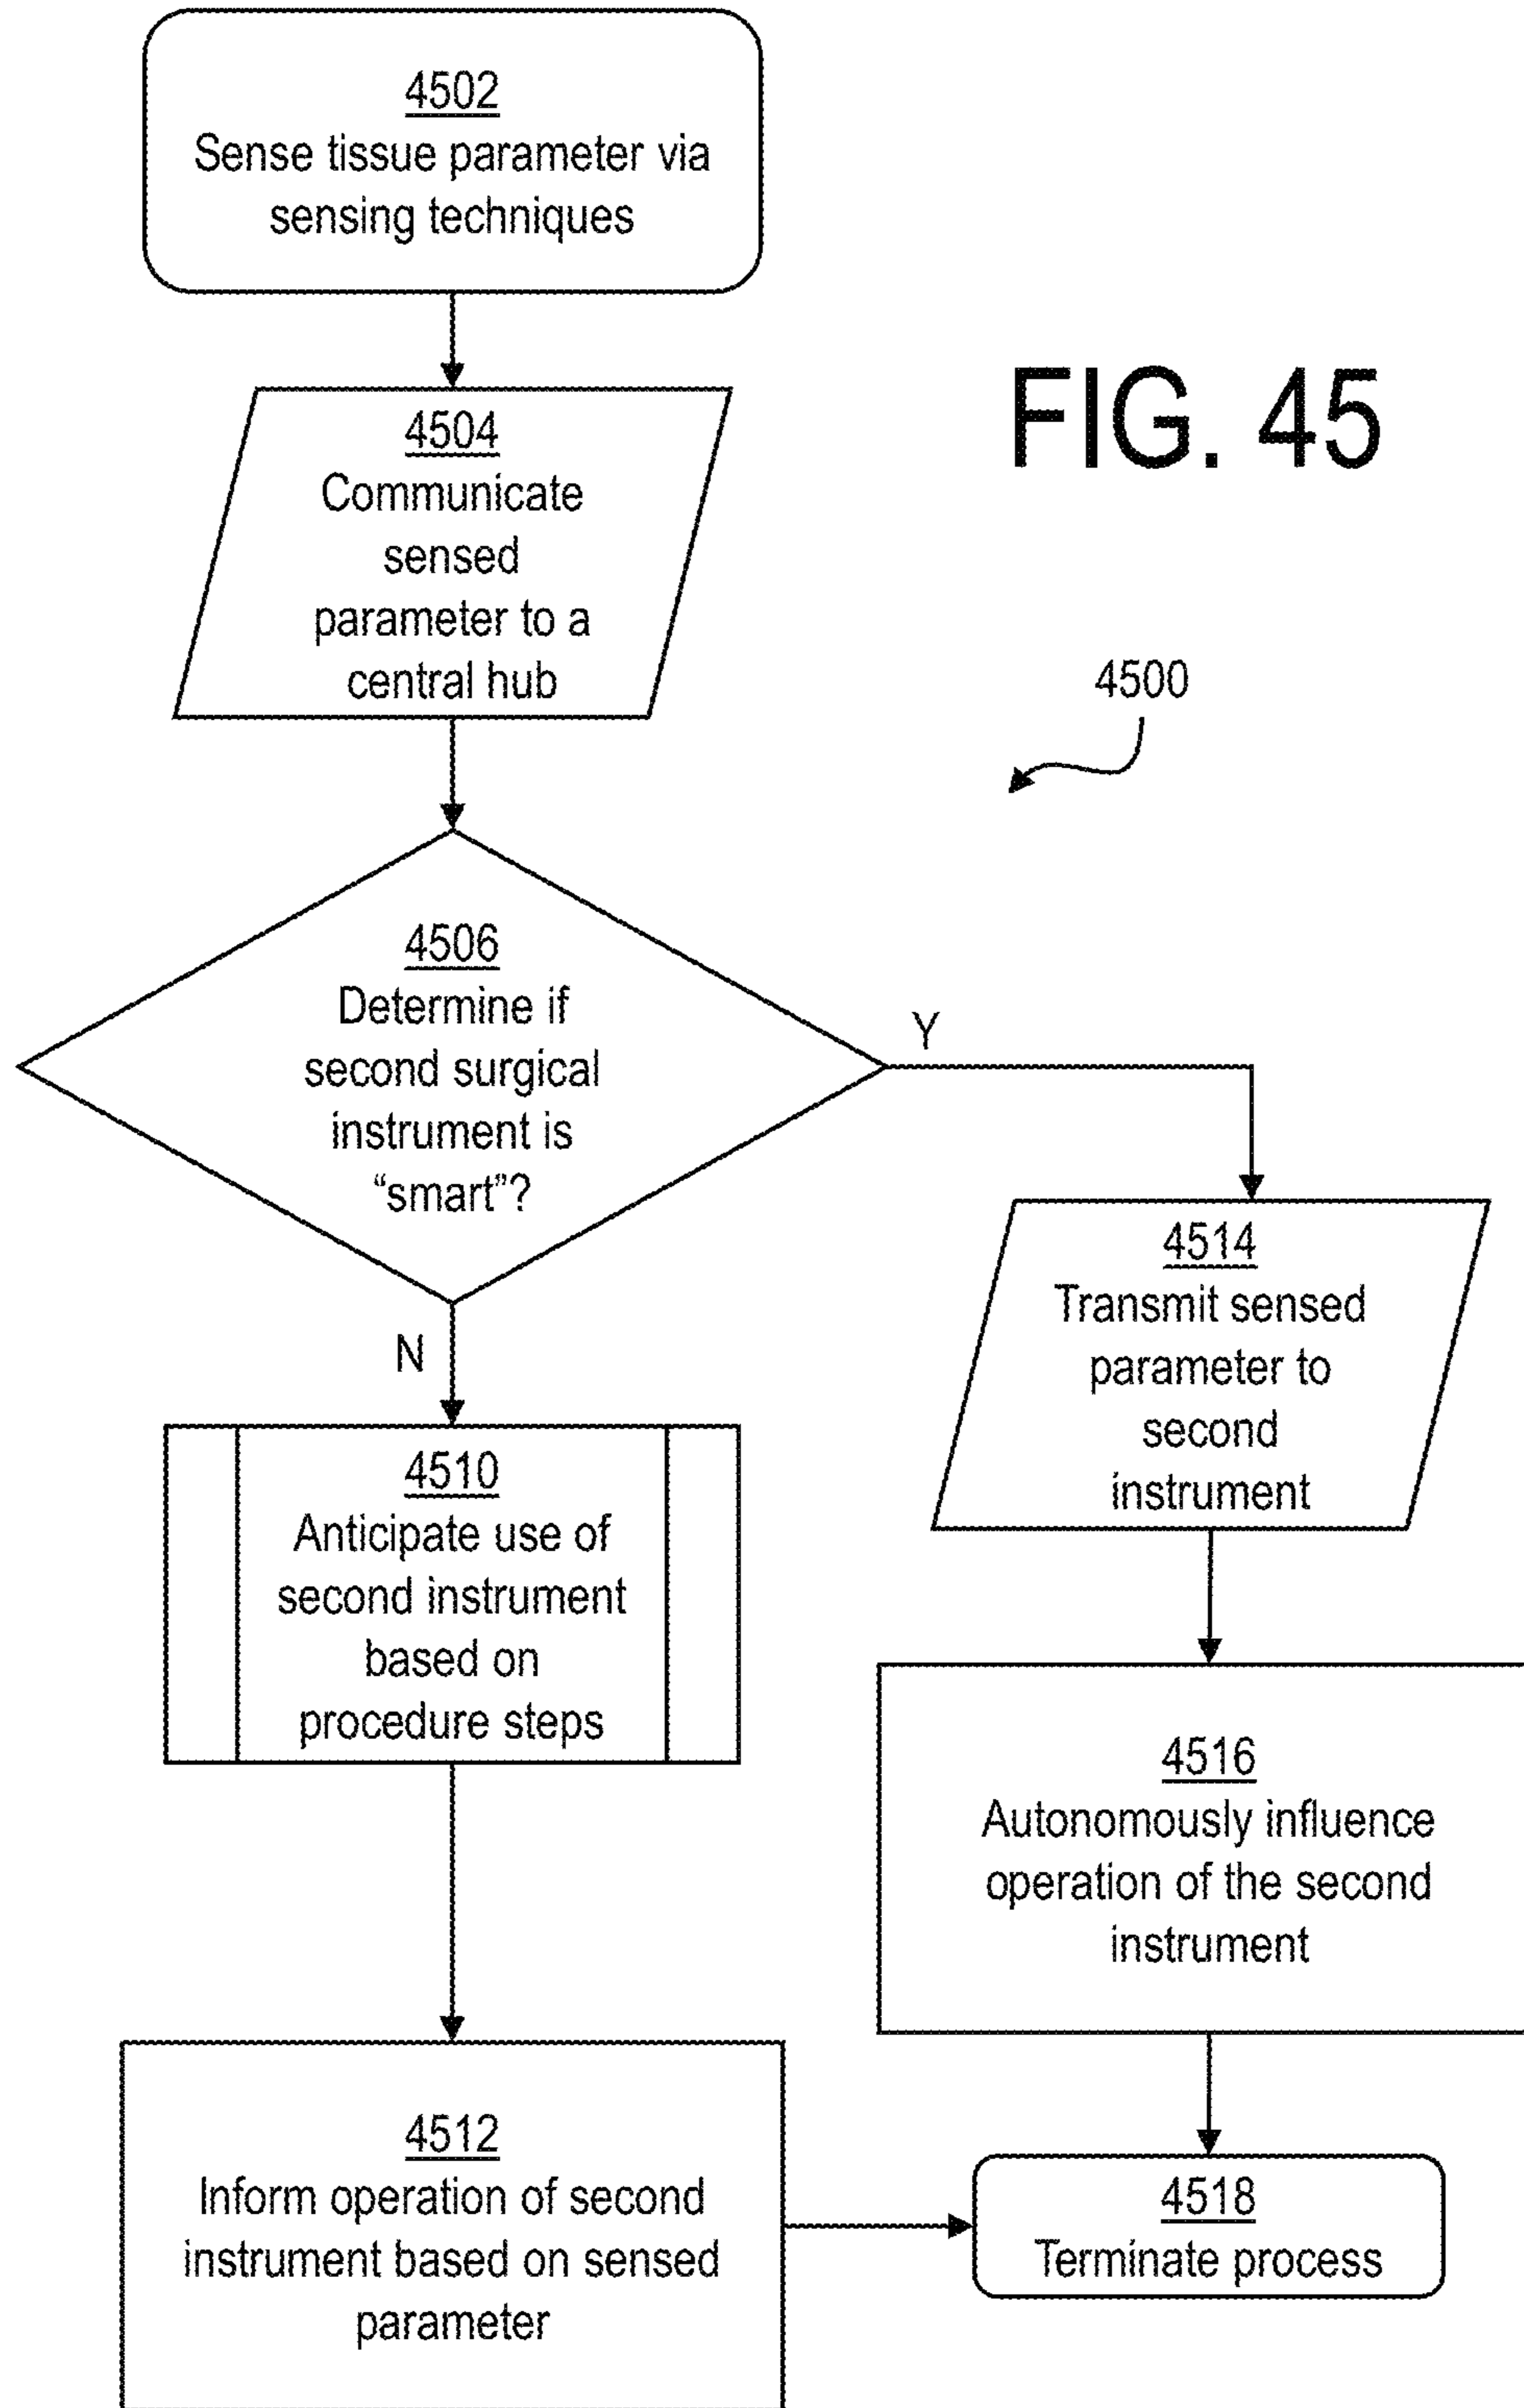 4502
Sense tissue parameter via
sensing techniques
FIG. 45
4504
Communicate
sensed
parameter to a
central hub
4500
4506
Determine if
second surgical
instrument is
“smart”?
Y
N
4514
Transmit sensed
parameter to
second
instrument
4510
Anticipate use of
second instrument
based on
procedure steps
4516
Autonomously influence
operation of the second
instrument
4512
Inform operation of second
instrument based on sensed
parameter
4518
Terminate process